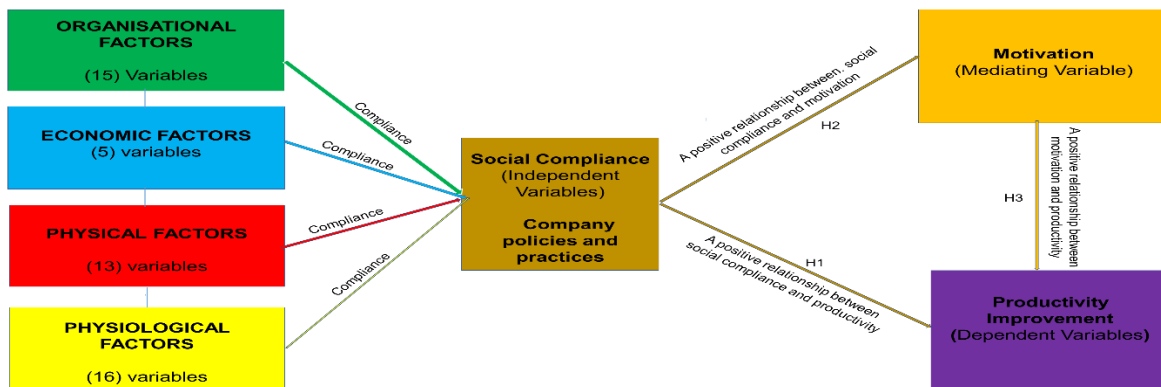 ORGANISATIONAL
FACTORS
(15) Variables
ECONOMIC FACTORS
(5) variables
PHYSICAL FACTORS
(13) variables
PHYSIOLOGICAL
FACTORS
(16) variables
Compliance
Compliance
Compliance
Compliance
Social Compliance
(Independent
Variables)
Company
policies and
practices
A positive relationship between, social
compliance and motivation
H2
H1
A positive relationship between
social compliance and productivity
Motivation
(Mediating Variable)
H3
A positive relationship between
motivation and productivity
Productivity
Improvement
(Dependent Variables)